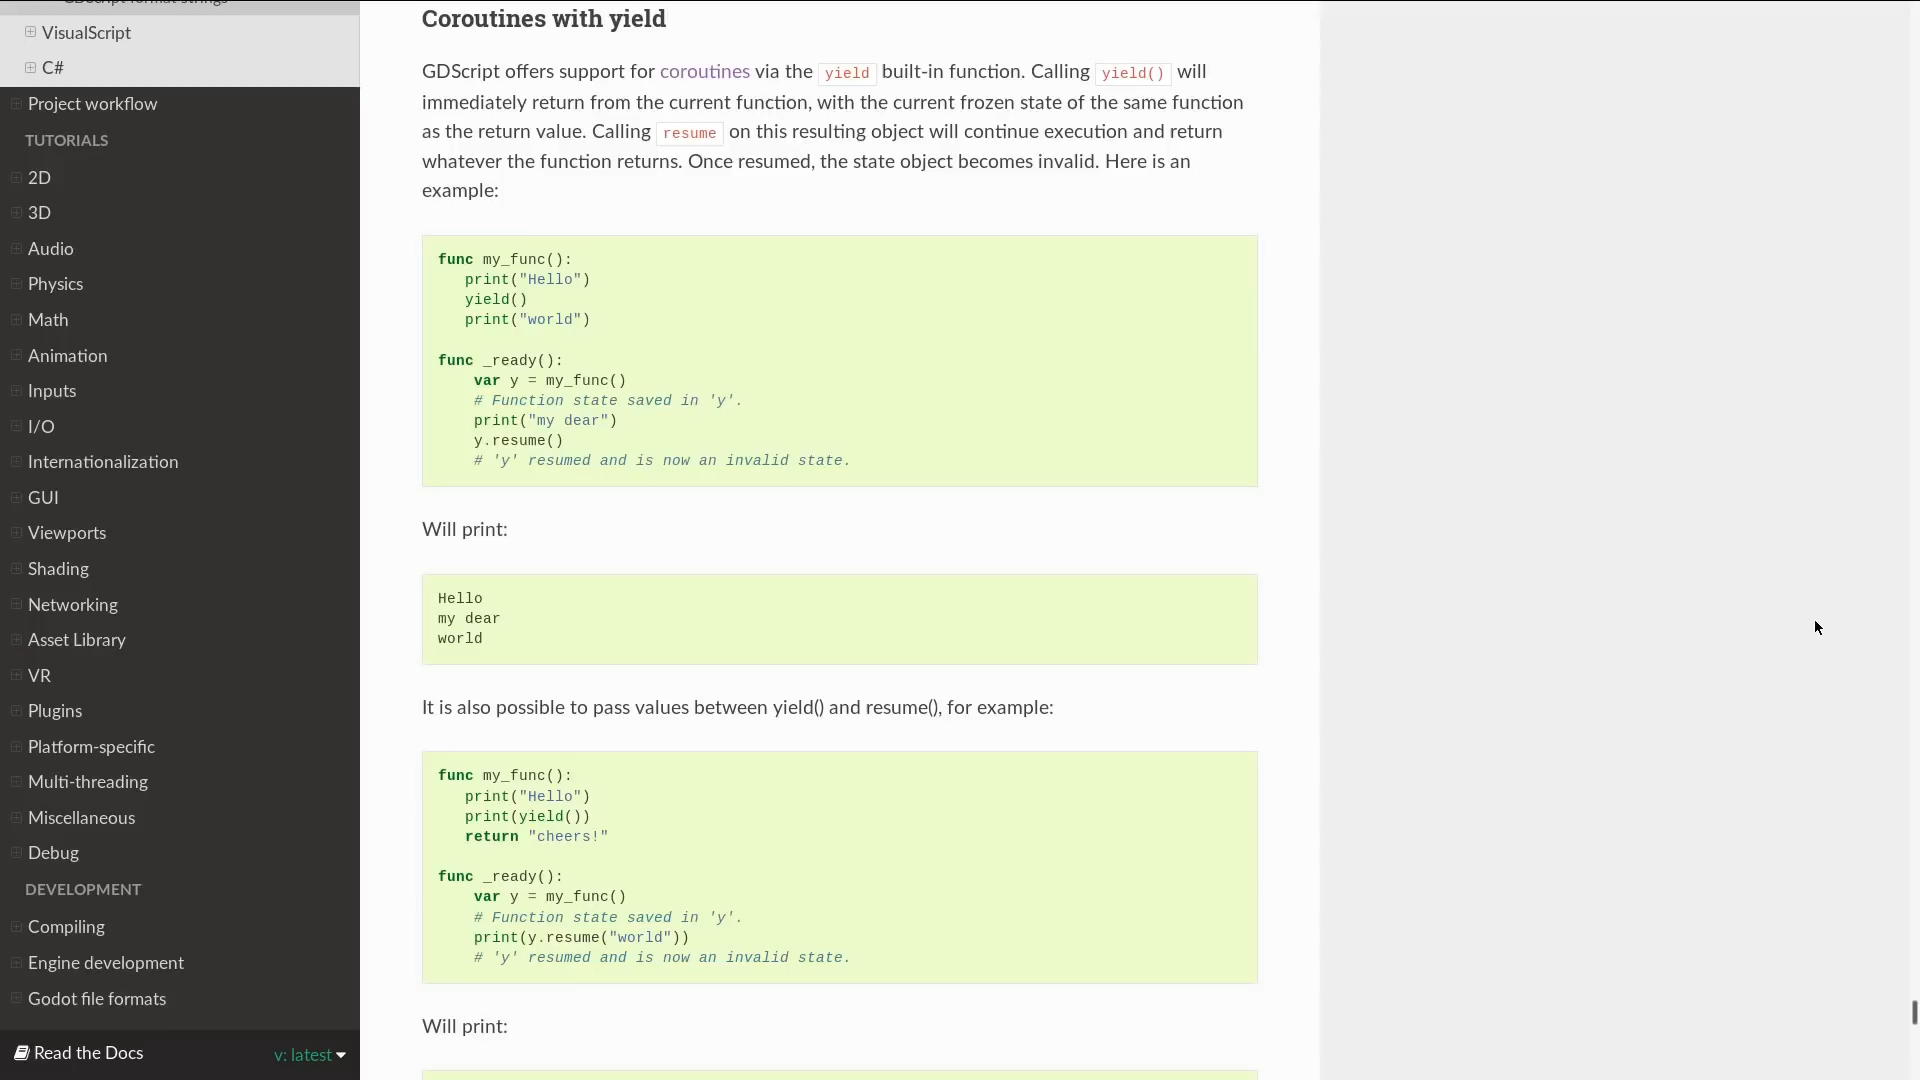 GDScript format strings
VisualScript
C#
Project workflow
TUTORIALS
2D
3D
Audio
Physics
Math
Animation
Inputs
I/O
Internationalization
GUI
Viewports
Shading
Networking
Asset Library
VR
Plugins
Platform-specific
Multi-threading
Miscellaneous
Debug
DEVELOPMENT
Compiling
Engine development
Godot file formats
Read the Docs
v: latest
Coroutines with yield
GDScript offers support for coroutines via the yield built-in function. Calling yield() will
immediately return from the current function, with the current frozen state of the same function
as the return value. Calling resume on this resulting object will continue execution and return
whatever the function returns. Once resumed, the state object becomes invalid. Here is an
example:
func my_func():
   print("Hello")
   yield()
   print("world")
func _ready():
    var y = my_func()
    # Function state saved in 'y'.
    print("my dear")
    y.resume()
    # 'y' resumed and is now an invalid state.
Will print:
Hello
my dear
world
It is also possible to pass values between yield() and resume(), for example:
func my_func():
   print("Hello")
   print(yield())
   return "cheers!"
func _ready():
    var y = my_func()
    # Function state saved in 'y'.
    print(y.resume("world"))
    # 'y' resumed and is now an invalid state.
Will print: